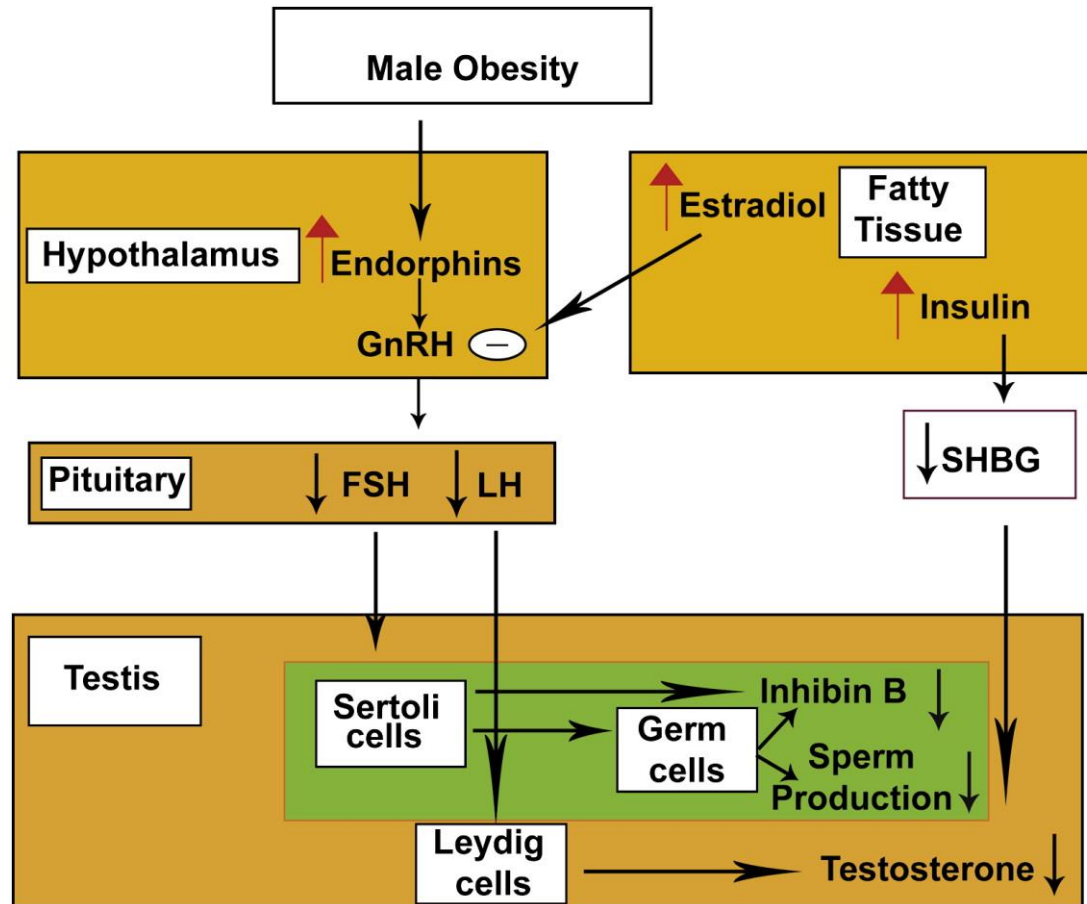 Male Obesity
Hypothalamus
Endorphins
GnRH
–
Estradiol
Fatty
Tissue
Insulin
SHBG
Pituitary
FSH
LH
Testis
Sertoli
cells
Germ
cells
Inhibin B
Sperm
Production
Leydig
cells
Testosterone